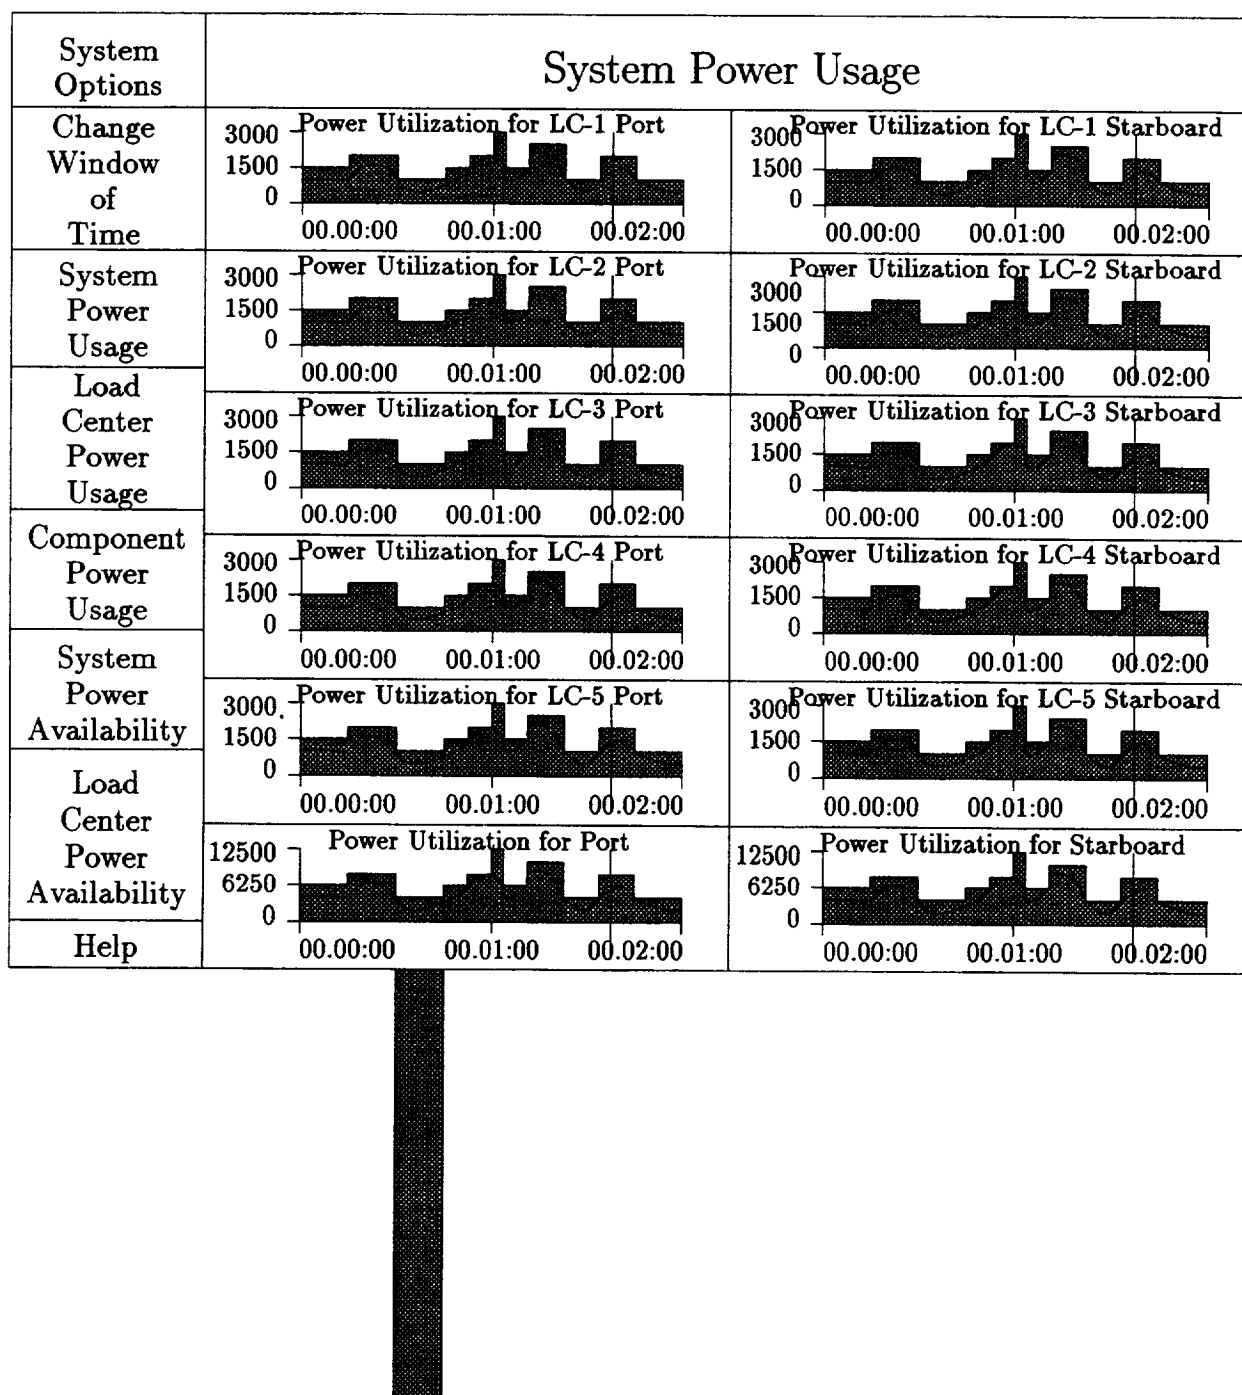 System
Options
System Power Usage
Change
Window
of
Time
System
Power
Usage
Load
Center
Power
Usage
Component
Power
Usage
System
Power
Availability
Load
Center
Power
Availability
Help
Power Utilization for LC-1 Port
3000
1500
0
00.00:00 00.01:00 00.02:00
Power Utilization for LC-1 Starboard
3000
1500
0
00.00:00 00.01:00 00.02:00
Power Utilization for LC-2 Port
3000
1500
0
00.00:00 00.01:00 00.02:00
Power Utilization for LC-2 Starboard
3000
1500
0
00.00:00 00.01:00 00.02:00
Power Utilization for LC-3 Port
3000
1500
0
00.00:00 00.01:00 00.02:00
Power Utilization for LC-3 Starboard
3000
1500
0
00.00:00 00.01:00 00.02:00
Power Utilization for LC-4 Port
3000
1500
0
00.00:00 00.01:00 00.02:00
Power Utilization for LC-4 Starboard
3000
1500
0
00.00:00 00.01:00 00.02:00
Power Utilization for LC-5 Port
3000
1500
0
00.00:00 00.01:00 00.02:00
Power Utilization for LC-5 Starboard
3000
1500
0
00.00:00 00.01:00 00.02:00
Power Utilization for Port
12500
6250
0
00.00:00 00.01:00 00.02:00
Power Utilization for Starboard
12500
6250
0
00.00:00 00.01:00 00.02:00